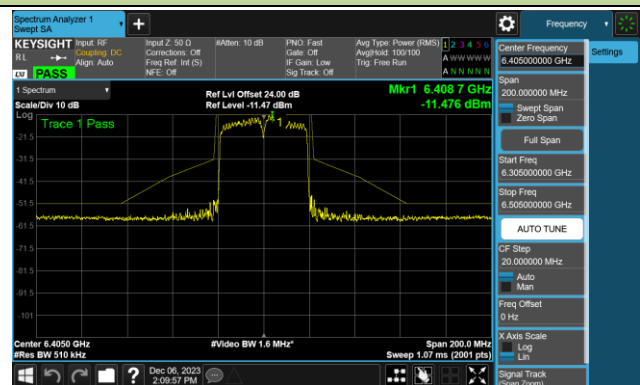 Spectrum Analyzer 1
Swept SA
Frequency
KEYSIGHT
Input: RF
Input Z: 50 Ω
#Atten: 10 dB
PNO: Fast
Avg Type: Power (RMS)
1 2 3 4 5 6
RL
Coupling: DC
Corrections: Off
Gate: Off
Avg|Hold: 100/100
A W W W W W
Align: Auto
Freq Ref: Int (S)
IF Gain: Low
Trig: Free Run
LW PASS
NFE: Off
Sig Track: Off
A N N N N N
1 Spectrum
Ref Lvl Offset 24.00 dB
Mkr1 6.408 7 GHz
Scale/Div 10 dB
Ref Level -11.47 dBm
-11.476 dBm
Log
Trace 1 Pass
1
-21.5
-31.5
-41.5
-51.5
-61.5
-71.5
-81.5
-91.5
-101
Center 6.4050 GHz
#Video BW 1.6 MHz*
Span 200.0 MHz
#Res BW 510 kHz
Sweep 1.07 ms (2001 pts)
Dec 06, 2023
2:09:57 PM
Center Frequency
6.405000000 GHz
Settings
Span
200.000000 MHz
Swept Span
Zero Span
Full Span
Start Freq
6.305000000 GHz
Stop Freq
6.505000000 GHz
AUTO TUNE
CF Step
20.000000 MHz
Auto
Man
Freq Offset
0 Hz
X Axis Scale
Log
Lin
Signal Track
(Span Zoom)